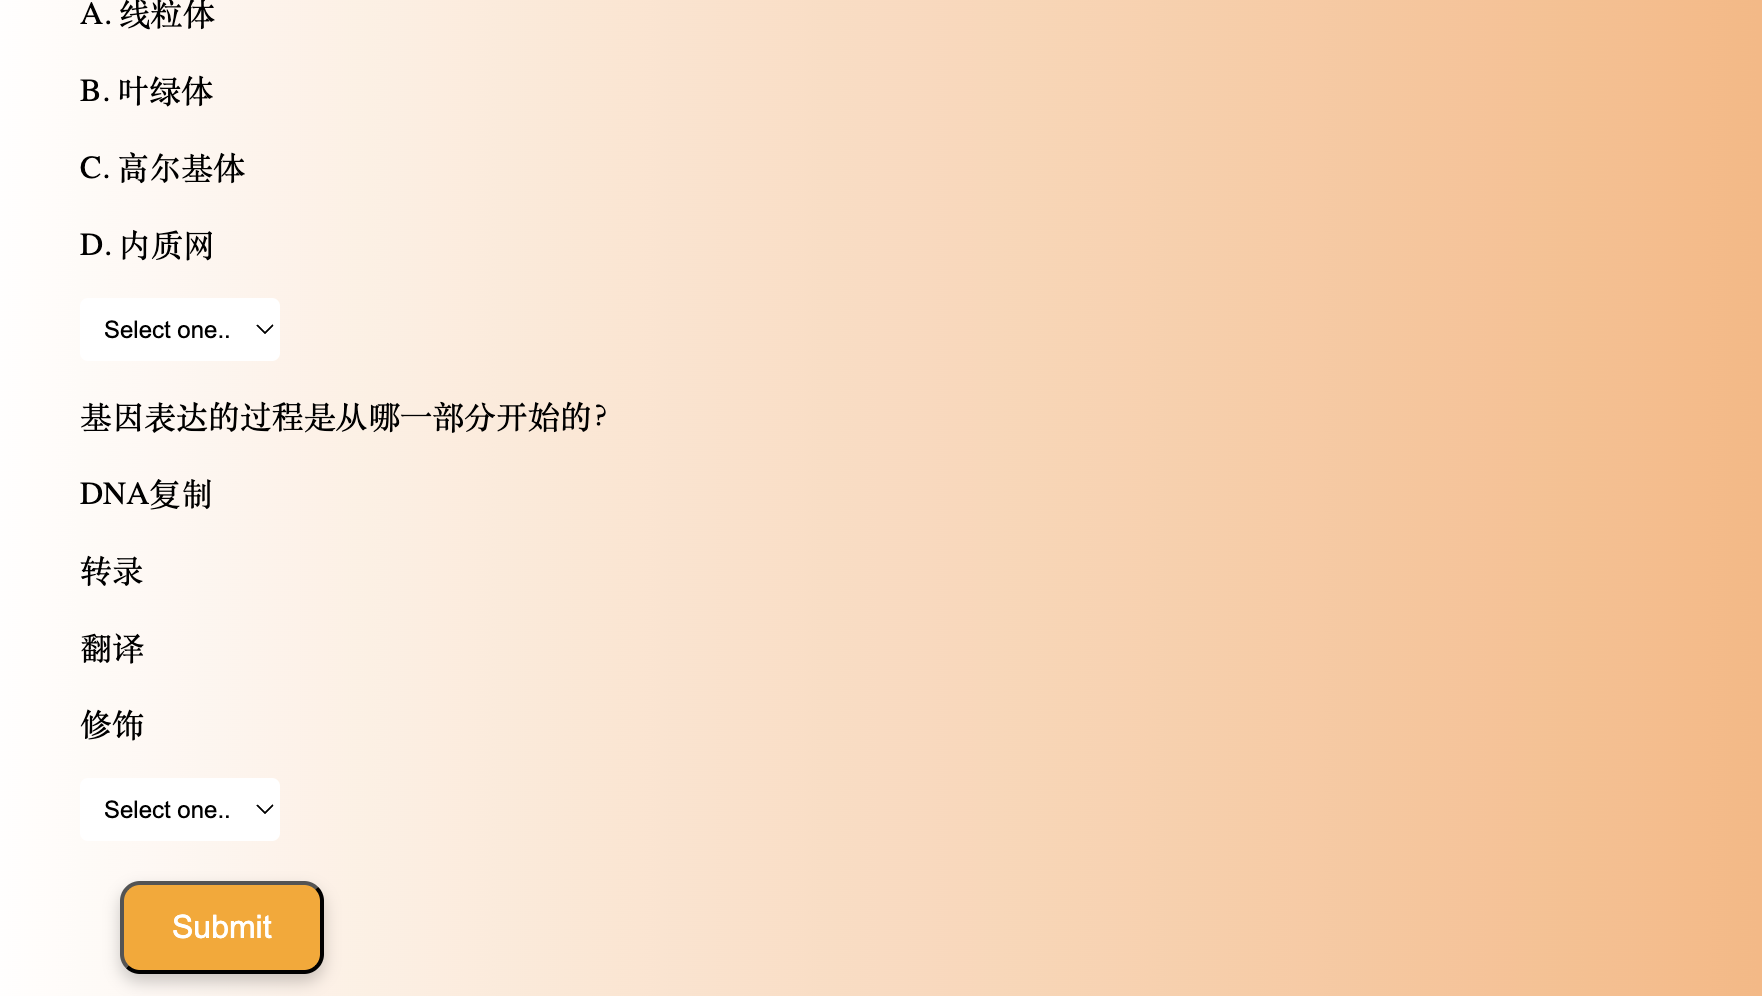 A. 线粒体
B. 叶绿体
C. 高尔基体
D. 内质网
Select one..
基因表达的过程是从哪一部分开始的?
DNA复制
转录
翻译
修饰
Select one..
Submit